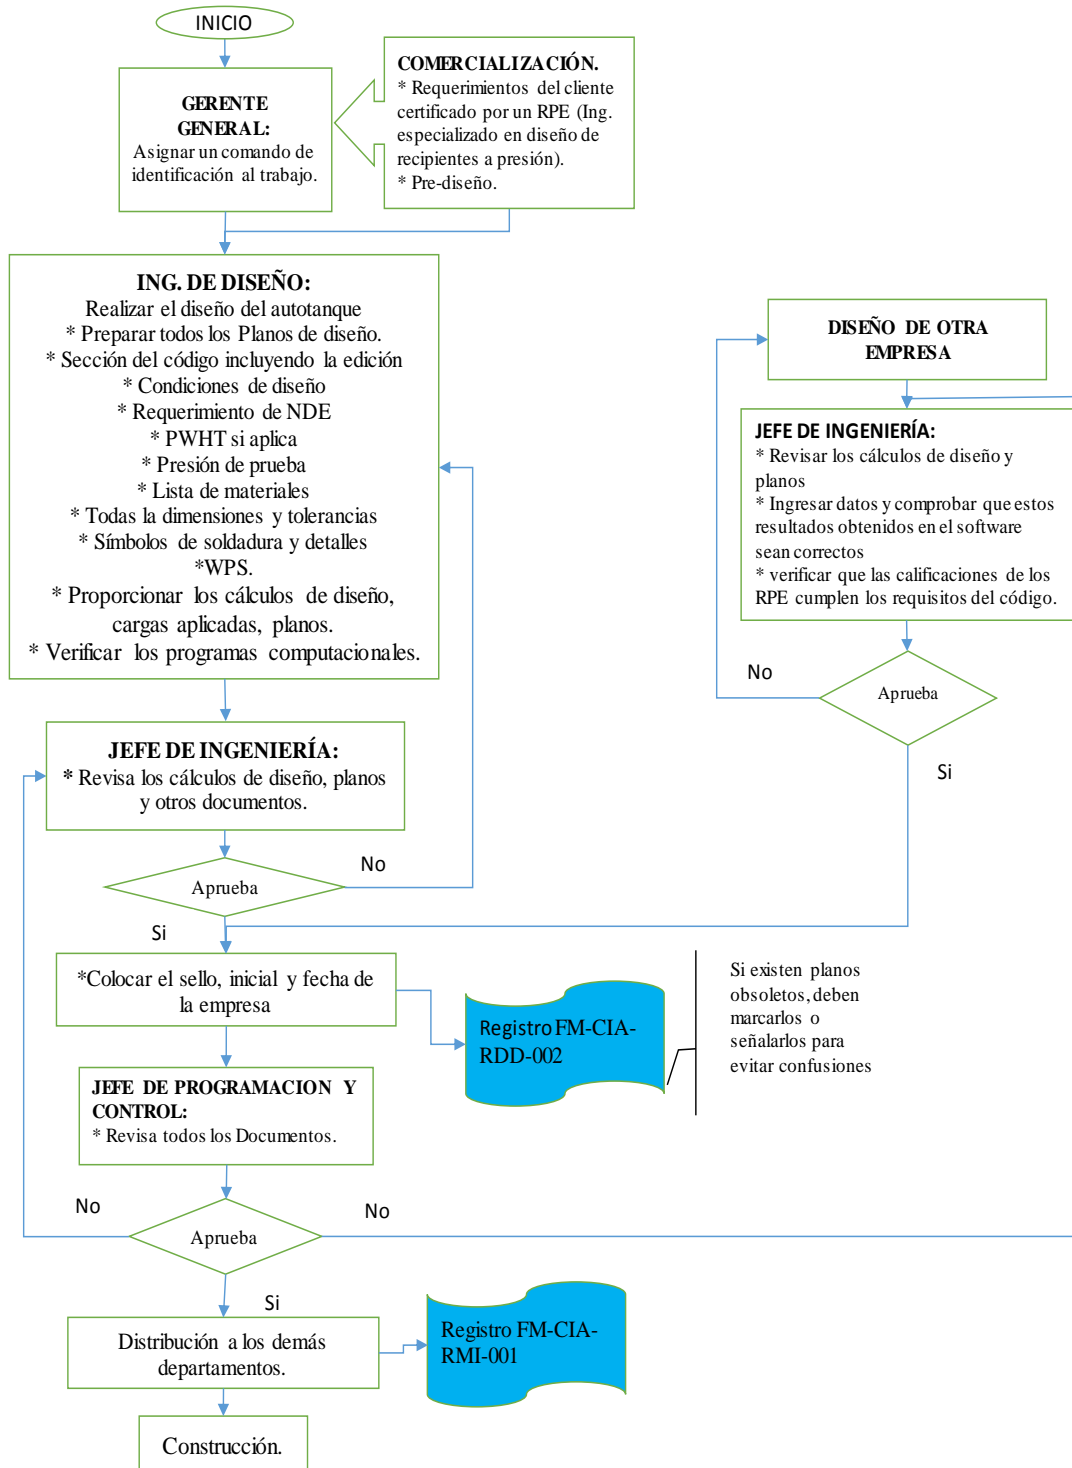 INICIO
COMERCIALIZACIÓN.
* Requerimientos del cliente
certificado por un RPE (Ing.
especializado en diseño de
recipientes a presión).
* Pre-diseño.
GERENTE
GENERAL:
Asignar un comando de
identificación al trabajo.
ING. DE DISEÑO:
Realizar el diseño del autotanque
* Preparar todos los Planos de diseño.
* Sección del código incluyendo la edición
* Condiciones de diseño
* Requerimiento de NDE
* PWHT si aplica
* Presión de prueba
* Lista de materiales
* Todas la dimensiones y tolerancias
* Símbolos de soldadura y detalles
*WPS.
* Proporcionar los cálculos de diseño,
cargas aplicadas, planos.
* Verificar los programas computacionales.
DISEÑO DE OTRA
EMPRESA
JEFE DE INGENIERÍA:
* Revisar los cálculos de diseño y
planos
* Ingresar datos y comprobar que estos
resultados obtenidos en el software
sean correctos
* verificar que las calificaciones de los
RPE cumplen los requisitos del código.
No
Aprueba
Si
JEFE DE INGENIERÍA:
* Revisa los cálculos de diseño, planos
y otros documentos.
No
Aprueba
Si
*Colocar el sello, inicial y fecha de
la empresa
Registro FM-CIA-
RDD-002
Si existen planos
obsoletos, deben
marcarlos o
señalarlos para
evitar confusiones
JEFE DE PROGRAMACION Y
CONTROL:
* Revisa todos los Documentos.
No
No
Aprueba
Si
Distribución a los demás
departamentos.
Registro FM-CIA-
RMI-001
Construcción.